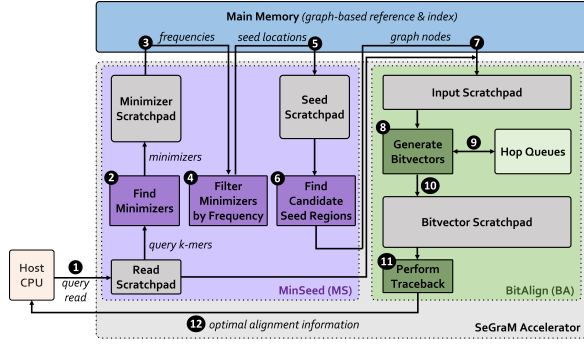 Main Memory (graph-based reference & index)
3 frequencies
seed locations 5
graph nodes 7
Minimizer
Scratchpad
Seed
Scratchpad
Input Scratchpad
8 Generate
Bitvectors
9
Hop Queues
minimizers
2 Find
Minimizers
4 Filter
Minimizers
by Frequency
6 Find
Candidate
Seed Regions
10
Bitvector Scratchpad
query k-mers
Host
CPU
1
query
read
Read
Scratchpad
MinSeed (MS)
11 Perform
Traceback
BitAlign (BA)
12 optimal alignment information
SeGraM Accelerator